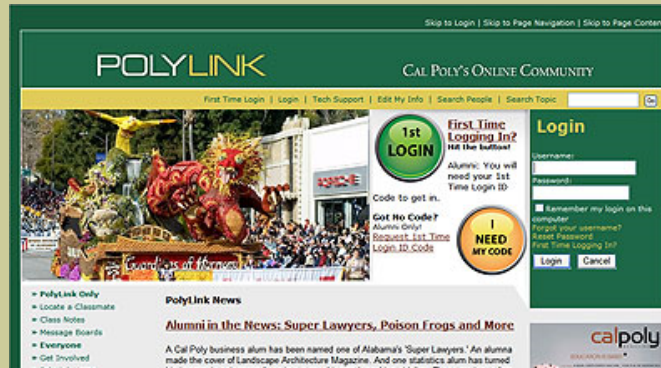 Skip to Login | Skip to Page Navigation | Skip to Page Conten
POLYLINK
CAL POLY'S ONLINE COMMUNITY
First Time Login | Login | Tech Support | Edit My Info | Search People | Search Topic
Go
1st
LOGIN
First Time
Logging In?
Hit the button!
Alumni: You will
need your 1st
Time Login ID
Code to get in.
Got No Code?
Alumni Only!
Request 1st Time
Login ID Code
I
NEED
MY CODE
Login
Username:
Password:
Remember my login on this
computer
Forgot your username?
Reset Password
First Time Logging In?
Login Cancel
PORSCHE
Guardians of Harmony
» PolyLink Only
» Locate a Classmate
» Class Notes
» Message Boards
» Everyone
» Get Involved
PolyLink News
Alumni in the News: Super Lawyers, Poison Frogs and More
A Cal Poly business alum has been named one of Alabama's 'Super Lawyers.' An alumna
made the cover of Landscape Architecture Magazine. And one statistics alum has turned
calpoly